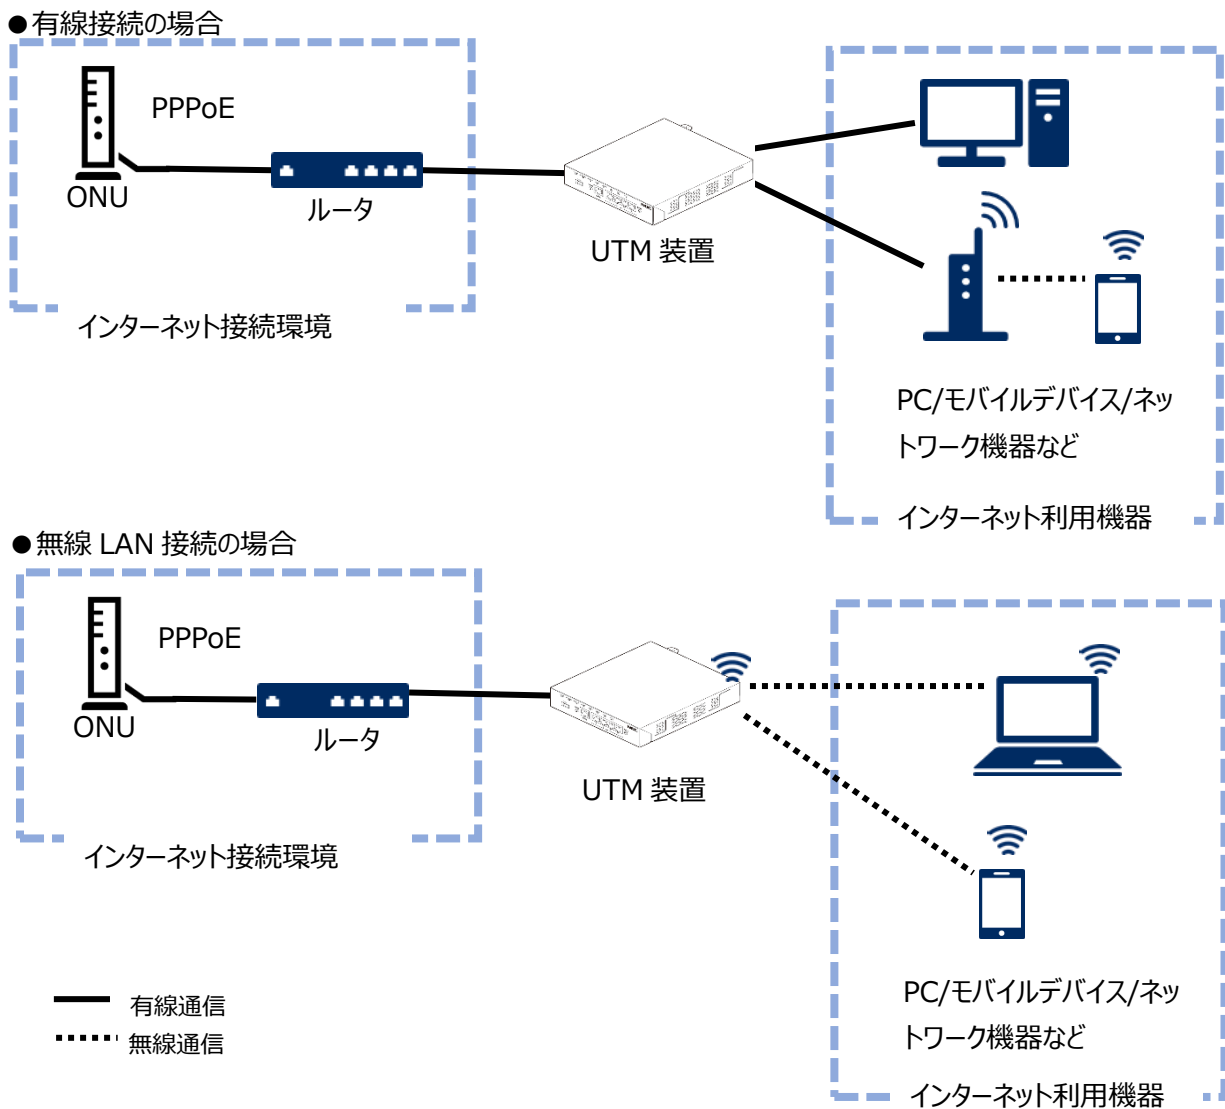 ●有線接続の場合
PPPoE
ONU
ルータ
UTM 装置
インターネット接続環境
PC/モバイルデバイス/ネッ
トワーク機器など
インターネット利用機器
●無線 LAN 接続の場合
PPPoE
ONU
ルータ
UTM 装置
インターネット接続環境
PC/モバイルデバイス/ネッ
トワーク機器など
インターネット利用機器
有線通信
無線通信